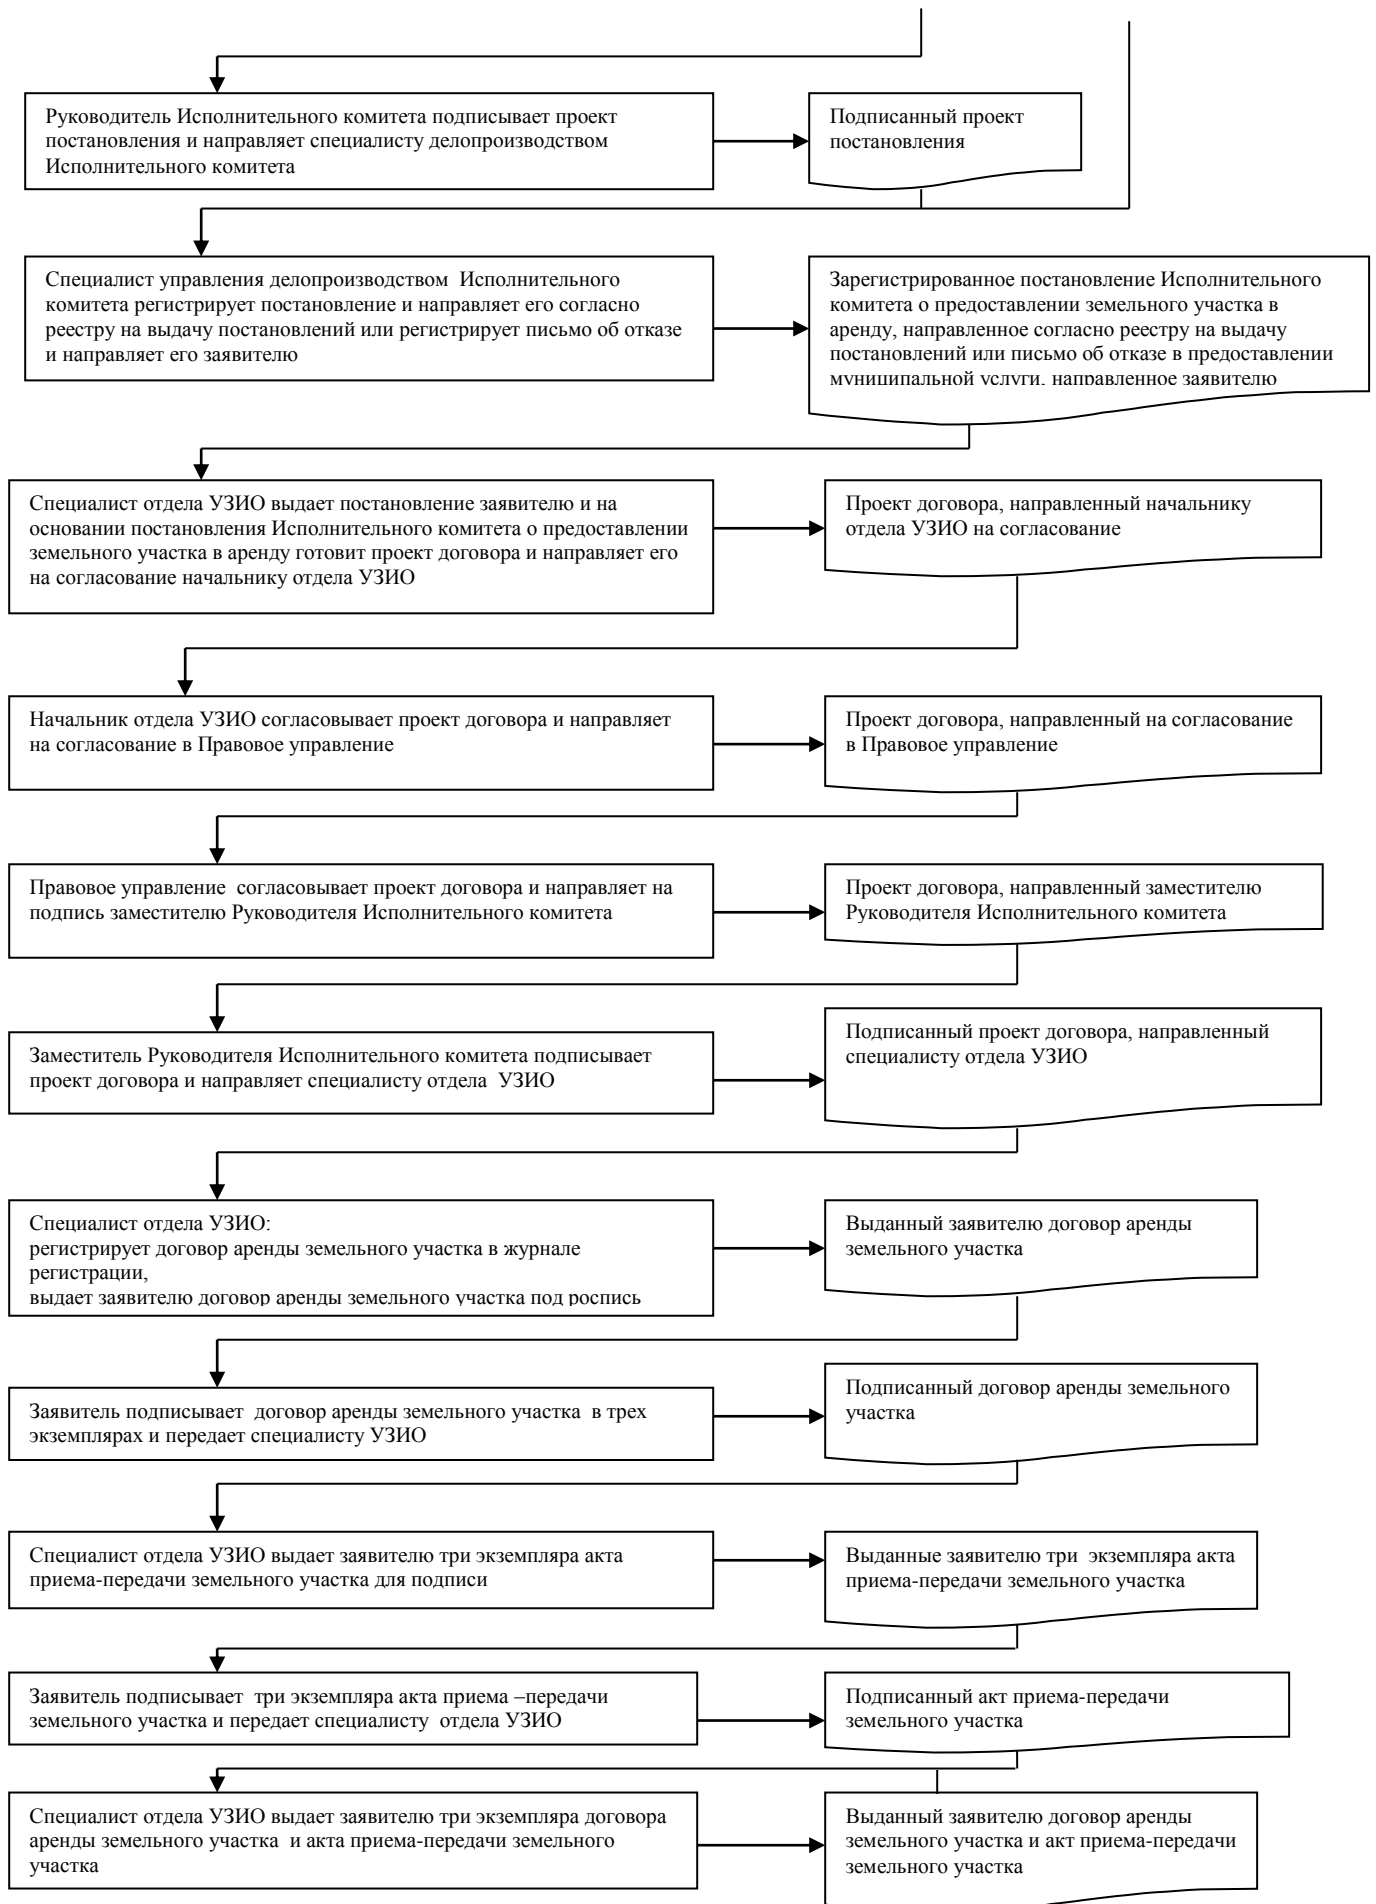 Руководитель Исполнительного комитета подписывает проект
постановления и направляет специалисту делопроизводством
Исполнительного комитета
Подписанный проект
постановления
Специалист управления делопроизводством  Исполнительного
комитета регистрирует постановление и направляет его согласно
реестру на выдачу постановлений или регистрирует письмо об отказе
и направляет его заявителю
Зарегистрированное постановление Исполнительного
комитета о предоставлении земельного участка в
аренду, направленное согласно реестру на выдачу
постановлений или письмо об отказе в предоставлении
муниципальной услуги, направленное заявителю
Специалист отдела УЗИО выдает постановление заявителю и на
основании постановления Исполнительного комитета о предоставлении
земельного участка в аренду готовит проект договора и направляет его
на согласование начальнику отдела УЗИО
Проект договора, направленный начальнику
отдела УЗИО на согласование
Начальник отдела УЗИО согласовывает проект договора и направляет
на согласование в Правовое управление
Проект договора, направленный на согласование
в Правовое управление
Правовое управление  согласовывает проект договора и направляет на
подпись заместителю Руководителя Исполнительного комитета
Проект договора, направленный заместителю
Руководителя Исполнительного комитета
Заместитель Руководителя Исполнительного комитета подписывает
проект договора и направляет специалисту отдела  УЗИО
Подписанный проект договора, направленный
специалисту отдела УЗИО
Специалист отдела УЗИО:
регистрирует договор аренды земельного участка в журнале
регистрации,
выдает заявителю договор аренды земельного участка под роспись
Выданный заявителю договор аренды
земельного участка
Заявитель подписывает  договор аренды земельного участка  в трех
экземплярах и передает специалисту УЗИО
Подписанный договор аренды земельного
участка
Специалист отдела УЗИО выдает заявителю три экземпляра акта
приема-передачи земельного участка для подписи
Выданные заявителю три  экземпляра акта
приема-передачи земельного участка
Заявитель подписывает  три экземпляра акта приема –передачи
земельного участка и передает специалисту  отдела УЗИО
Подписанный акт приема-передачи
земельного участка
Специалист отдела УЗИО выдает заявителю три экземпляра договора
аренды земельного участка  и акта приема-передачи земельного
участка
Выданный заявителю договор аренды
земельного участка и акт приема-передачи
земельного участка